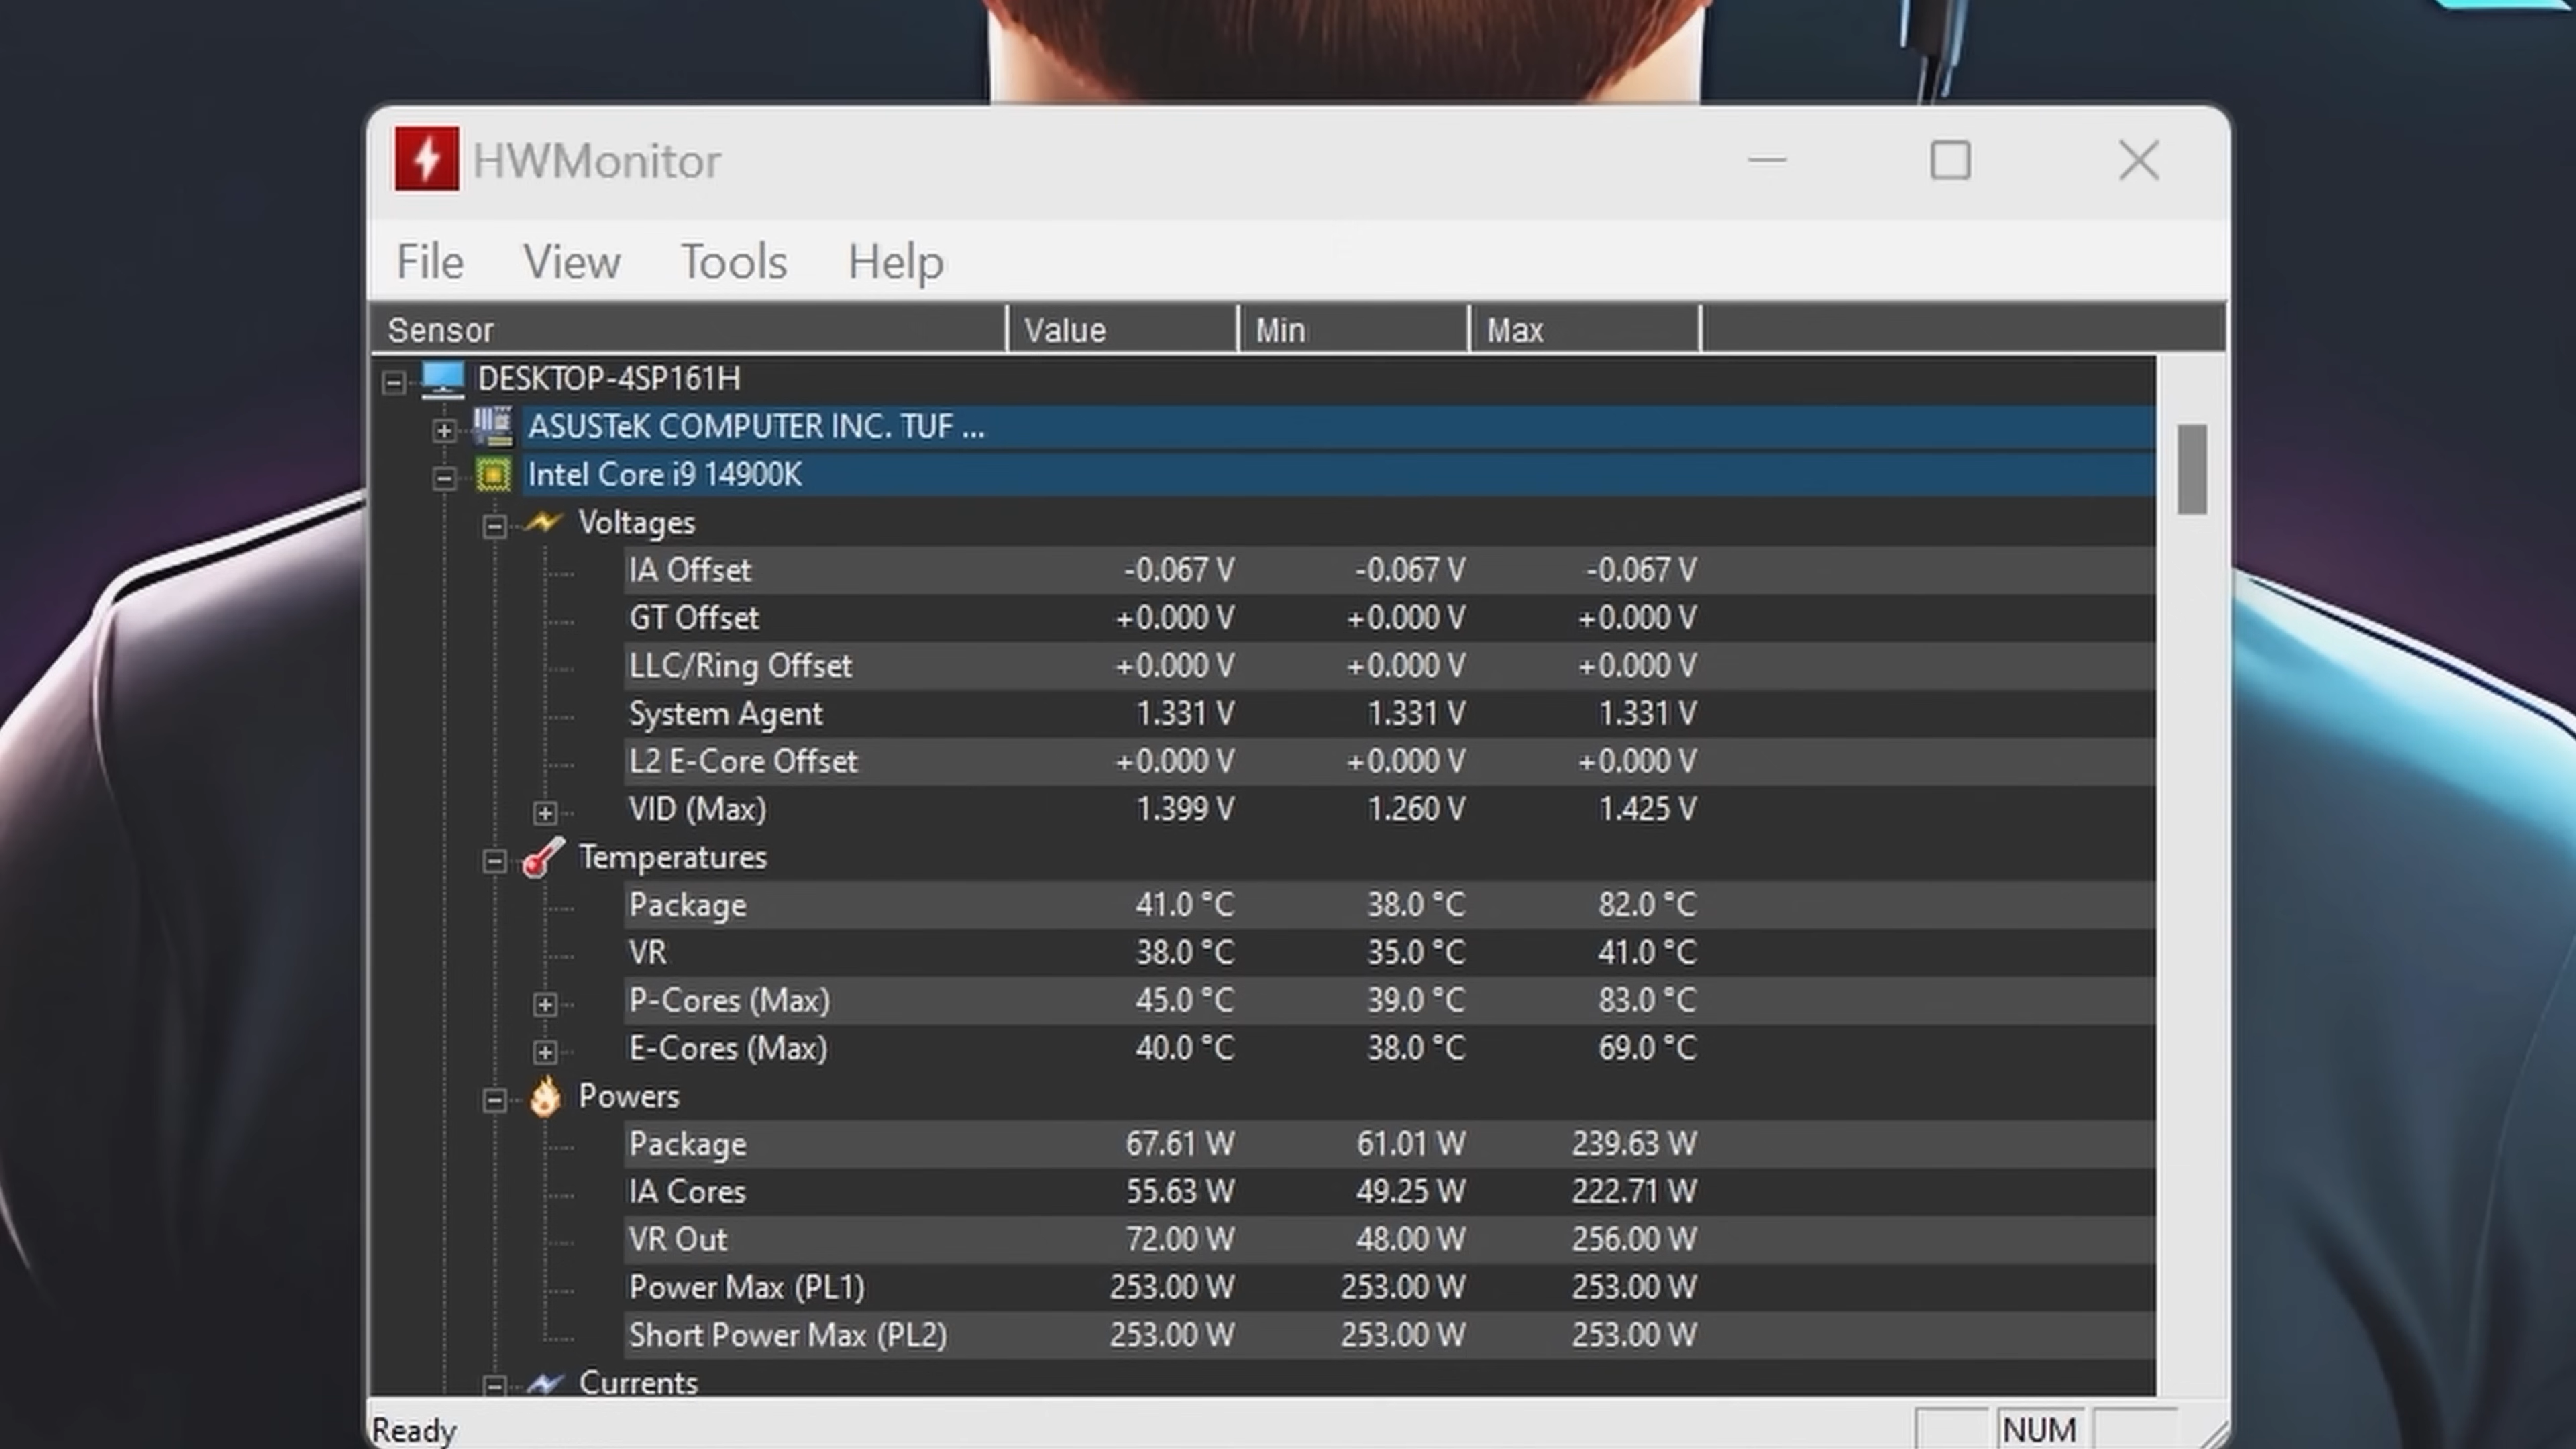 HWMonitor
File View Tools Help
Sensor Value Min Max
DESKTOP-4SP161H
ASUSTeK COMPUTER INC. TUF ...
Intel Core i9 14900K
Voltages
IA Offset -0.067 V -0.067 V -0.067 V
GT Offset +0.000 V +0.000 V +0.000 V
LLC/Ring Offset +0.000 V +0.000 V +0.000 V
System Agent 1.331 V 1.331 V 1.331 V
L2 E-Core Offset +0.000 V +0.000 V +0.000 V
VID (Max) 1.399 V 1.260 V 1.425 V
Temperatures
Package 41.0 °C 38.0 °C 82.0 °C
VR 38.0 °C 35.0 °C 41.0 °C
P-Cores (Max) 45.0 °C 39.0 °C 83.0 °C
E-Cores (Max) 40.0 °C 38.0 °C 69.0 °C
Powers
Package 67.61 W 61.01 W 239.63 W
IA Cores 55.63 W 49.25 W 222.71 W
VR Out 72.00 W 48.00 W 256.00 W
Power Max (PL1) 253.00 W 253.00 W 253.00 W
Short Power Max (PL2) 253.00 W 253.00 W 253.00 W
Currents
Ready NUM